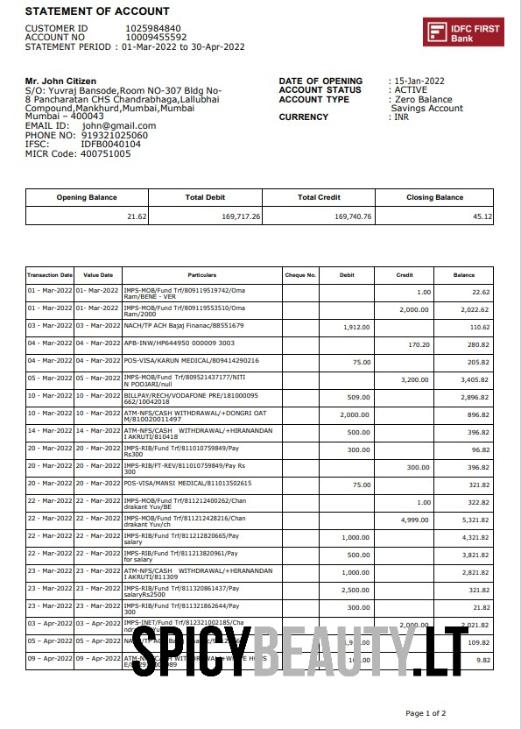 STATEMENT OF ACCOUNT
CUSTOMER ID 1025984840
ACCOUNT NO 10009455592
STATEMENT PERIOD : 01-Mar-2022 to 30-Apr-2022
IDFC FIRST
Bank
Mr. John Citizen
S/O: Yuvraj Bansode,Room NO-307 Bldg No-
8 Pancharatan CHS Chandrabhaga,Lallubhai
Compound,Mankhurd,Mumbai,Mumbai
Mumbai – 400043
EMAIL ID: john@gmail.com
PHONE NO: 919321025060
IFSC: IDFB0040104
MICR Code: 400751005
DATE OF OPENING : 15-Jan-2022
ACCOUNT STATUS : ACTIVE
ACCOUNT TYPE : Zero Balance
Savings Account
CURRENCY : INR
Opening Balance Total Debit Total Credit Closing Balance
21.62 169,717.26 169,740.76 45.12
Transaction Date Value Date Particulars Cheque No. Debit Credit Balance
01 - Mar-2022 01- Mar-2022 IMPS-MOB/Fund Trf/809119519742/Oma 1.00 22.62
Ram/BENE - VER
01 - Mar-2022 01- Mar-2022 IMPS-MOB/Fund Trf/809119553510/Oma 2,000.00 2,022.62
Ram/2000
03 - Mar-2022 03 - Mar-2022 NACH/TP ACH Bajaj Finanac/88551679 1,912.00 110.62
04 - Mar-2022 04 - Mar-2022 APB-INW/HP644950 000009 3003 170.20 280.82
04 - Mar-2022 04 - Mar-2022 POS-VISA/KARUN MEDICAL/809414290216 75.00 205.82
05 - Mar-2022 05 - Mar-2022 IMPS-MOB/Fund Trf/809521437177/NITI 3,200.00 3,405.82
N POOJARI/null
10 - Mar-2022 10 - Mar-2022 BILLPAY/RECH/VODAFONE PRE/181000095 509.00 2,896.82
662/10042018
10 - Mar-2022 10 - Mar-2022 ATM-NFS/CASH WITHDRAWAL/+DONGRI OAT 2,000.00 896.82
M/810020011497
14 - Mar-2022 14 - Mar-2022 ATM-NFS/CASH WITHDRAWAL/+HIRANANDAN 500.00 396.82
I AKRUTI/810418
20 - Mar-2022 20 - Mar-2022 IMPS-RIB/Fund Trf/811010759849/Pay 300.00 96.82
Rs300
20 - Mar-2022 20 - Mar-2022 IMPS-RIB/FT-REV/811010759849/Pay Rs 300.00 396.82
300
20 - Mar-2022 20 - Mar-2022 POS-VISA/MANSI MEDICAL/811013502615 75.00 321.82
22 - Mar-2022 22 - Mar-2022 IMPS-MOB/Fund Trf/811212400262/Chan 1.00 322.82
drakant Yuv/BE
22 - Mar-2022 22 - Mar-2022 IMPS-MOB/Fund Trf/811212428216/Chan 4,999.00 5,321.82
drakant Yuv/ch
22 - Mar-2022 22 - Mar-2022 IMPS-RIB/Fund Trf/811212820665/Pay 1,000.00 4,321.82
salary
22 - Mar-2022 22 - Mar-2022 IMPS-RIB/Fund Trf/811213820961/Pay 500.00 3,821.82
for salary
23 - Mar-2022 23 - Mar-2022 ATM-NFS/CASH WITHDRAWAL/+HIRANANDAN 1,000.00 2,821.82
I AKRUTI/811309
23 - Mar-2022 23 - Mar-2022 IMPS-RIB/Fund Trf/811320861437/Pay 2,500.00 321.82
salaryRs2500
23 - Mar-2022 23 - Mar-2022 IMPS-RIB/Fund Trf/811321862644/Pay 300.00 21.82
300
03 – Apr-2022 03 – Apr-2022 IMPS-INET/Fund Trf/812321002185/Cha 2,000.00 2,021.82
05 – Apr-2022 05 – Apr-2022 109.82
09 – Apr-2022 09 – Apr-2022 9.82
SPICYBEAUTY.LT
Page 1 of 2